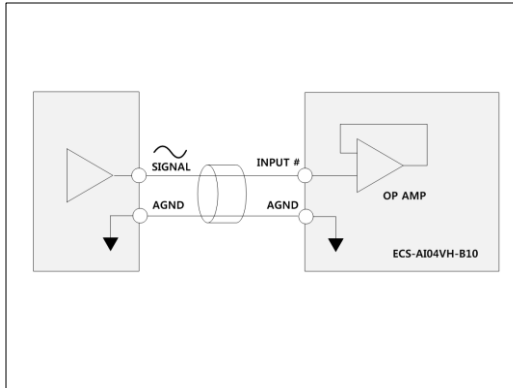 SIGNAL
INPUT #
AGND
AGND
OP AMP
ECS-AI04VH-B10